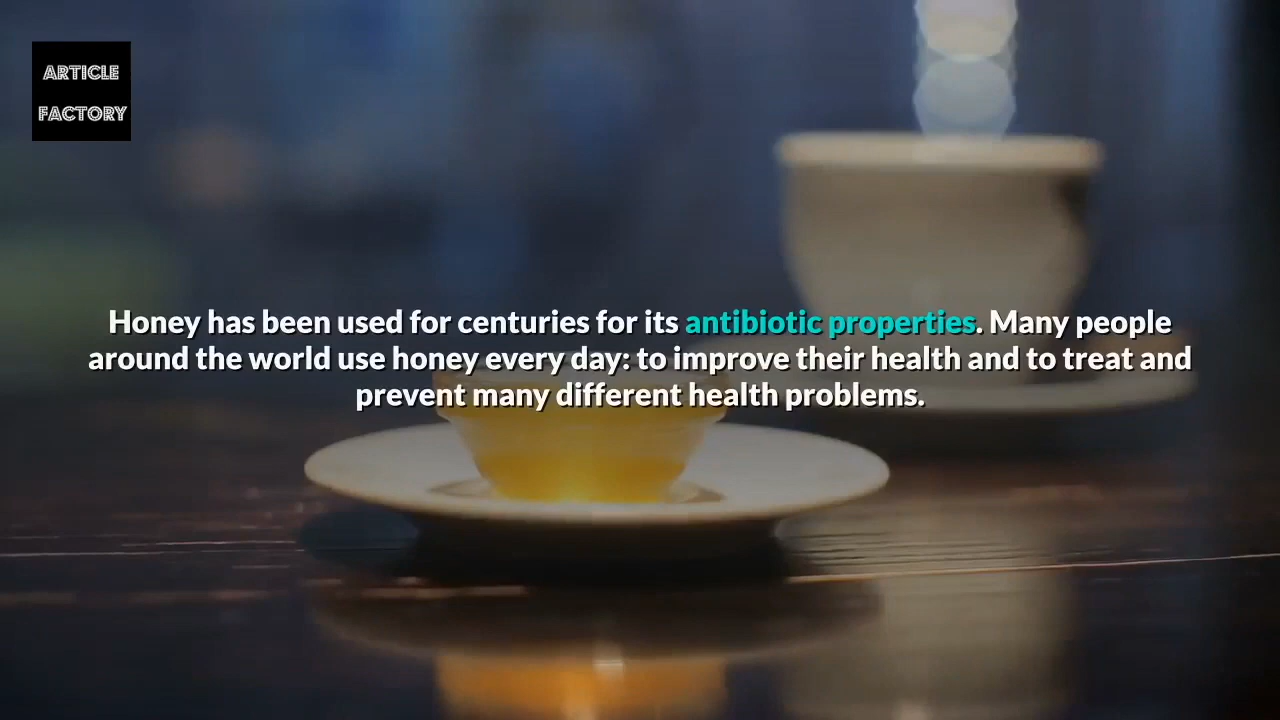 ARTICLE
FACTORY
Honey has been used for centuries for its antibiotic properties. Many people
around the world use honey every day: to improve their health and to treat and
prevent many different health problems.